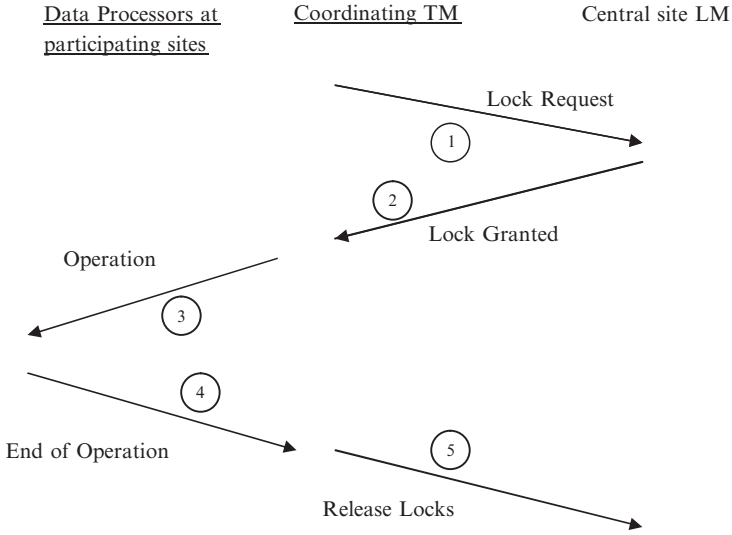 Data Processors at
participating sites
Coordinating TM
Central site LM
Lock Request
1
2
Lock Granted
Operation
3
4
End of Operation
5
Release Locks